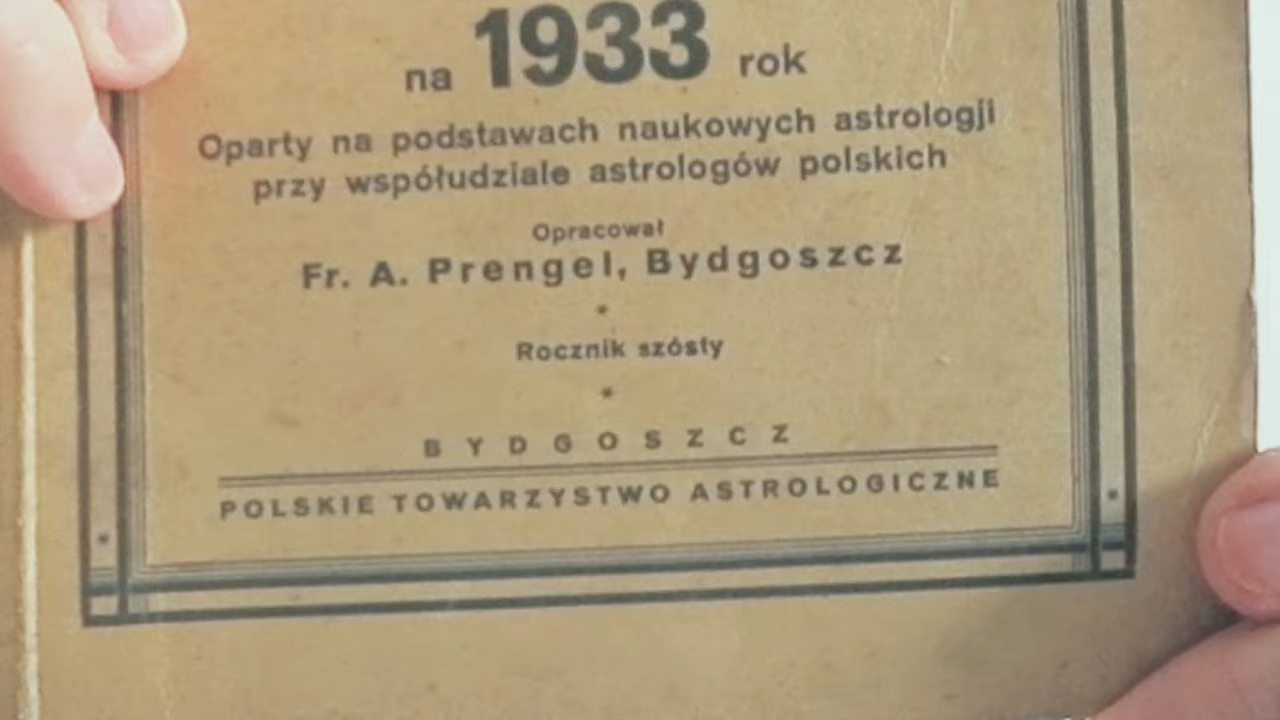 na 1933 rok
Oparty na podstawach naukowych astrologji
przy współudziale astrologów polskich
Opracował
Fr. A. Prengel, Bydgoszcz
*
Rocznik szósty
*
BYDGOSZCZ
POLSKIE TOWARZYSTWO ASTROLOGICZNE